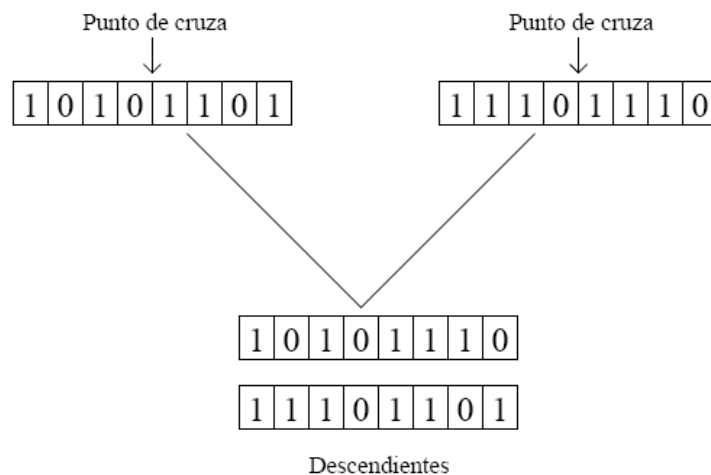 Punto de cruza
Punto de cruza
1 0 1 0 1 1 0 1
1 1 1 0 1 1 1 0
1 0 1 0 1 1 1 0
1 1 1 0 1 1 0 1
Descendientes